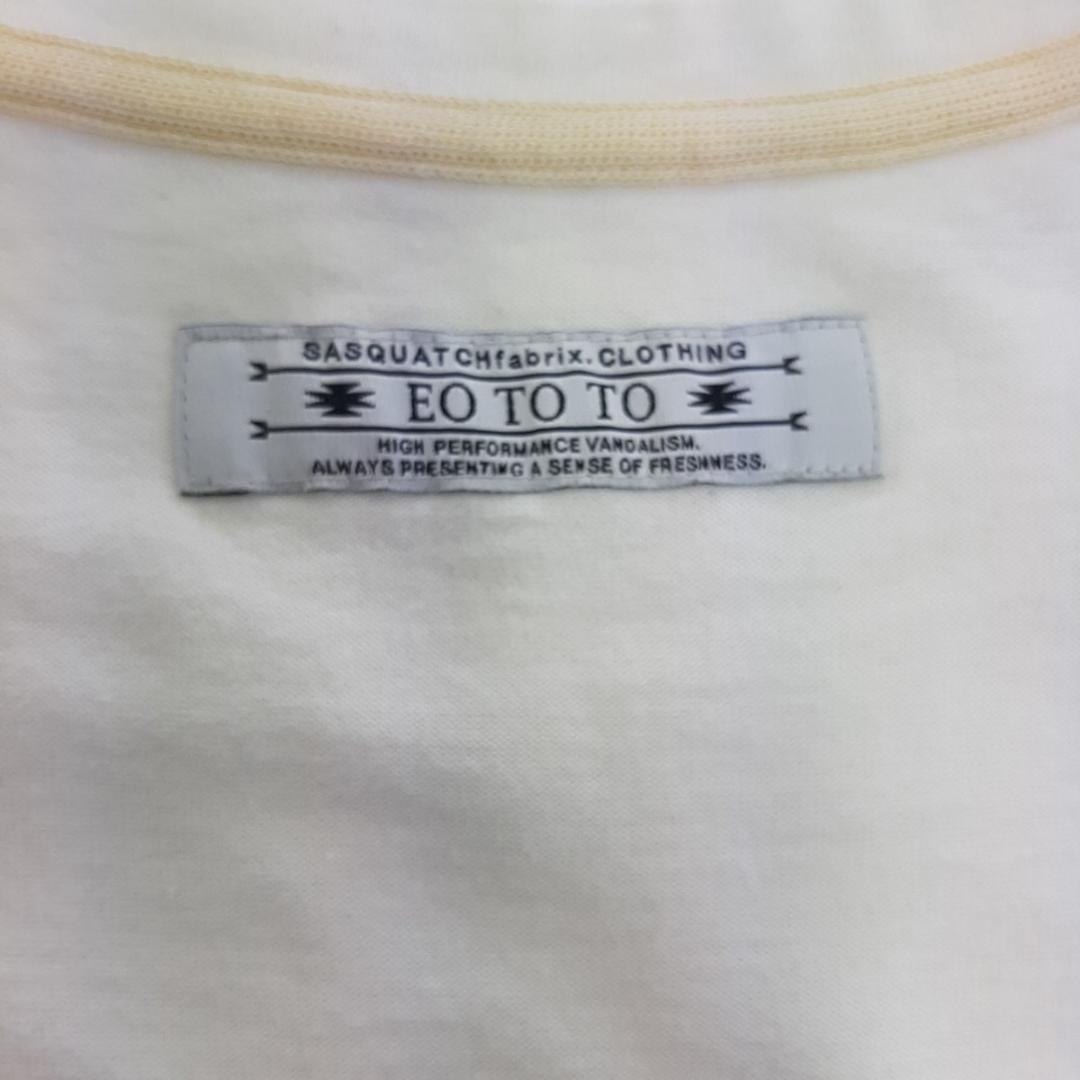 SASQUATCHfabrix.CLOTHING
EO TO TO
HIGH PERFORMANCE VANDALISM.
ALWAYS PRESENTING A SENSE OF FRESHNESS.